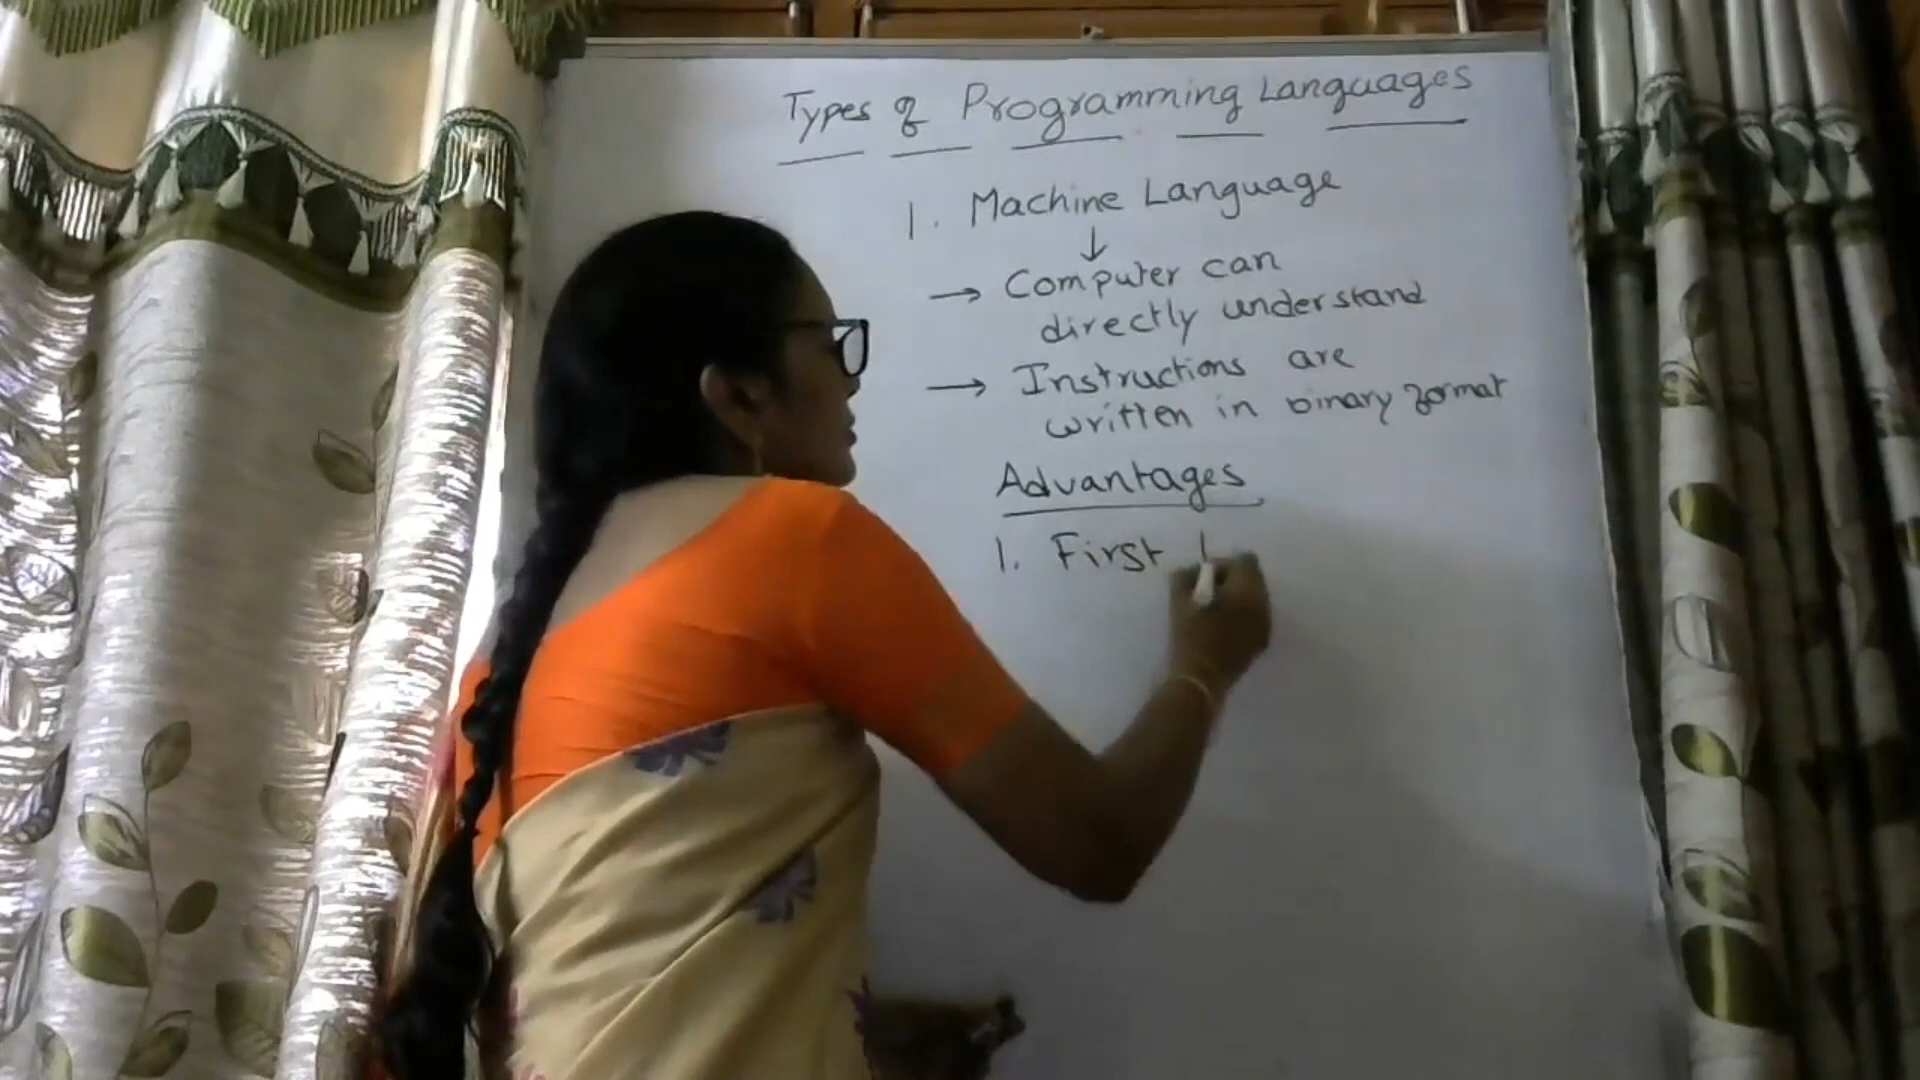 Types of Programming Languages
1. Machine Language
↓
→ Computer can
directly understand
→ Instructions are
written in binary format
Advantages
1. First